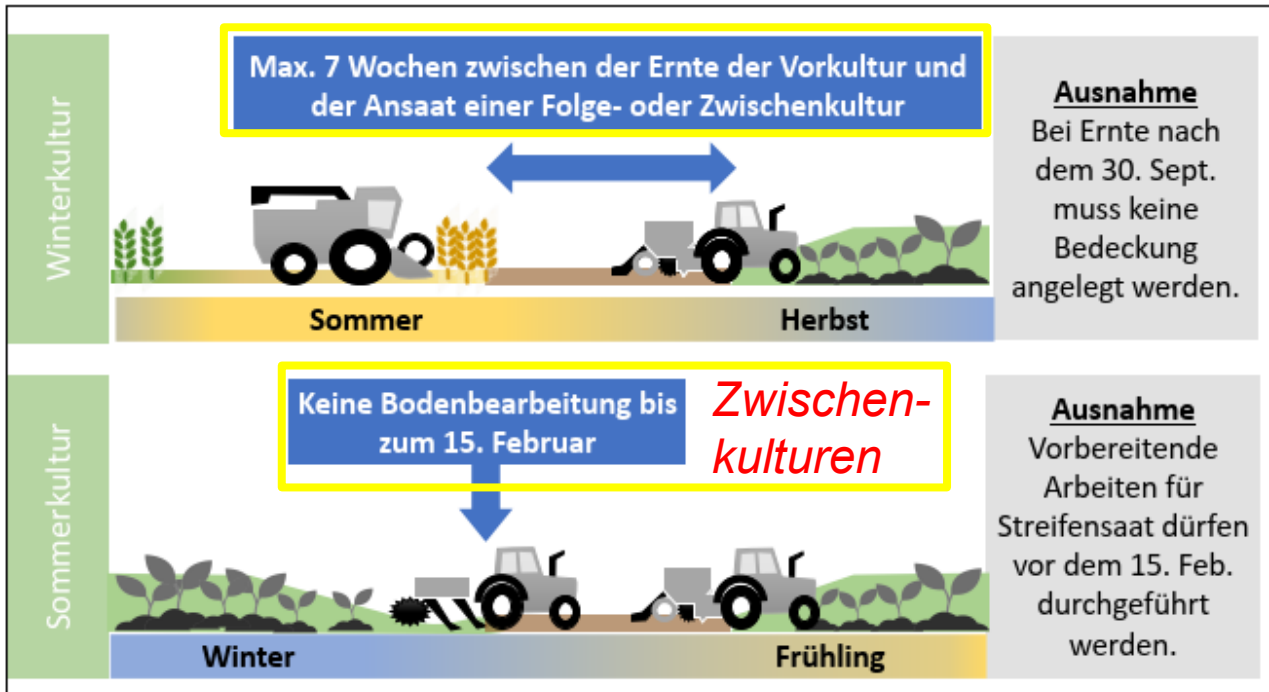 Winterkultur
Max. 7 Wochen zwischen der Ernte der Vorkultur und
der Ansaat einer Folge- oder Zwischenkultur
Sommer
Herbst
Ausnahme
Bei Ernte nach
dem 30. Sept.
muss keine
Bedeckung
angelegt werden.
Sommerkultur
Keine Bodenbearbeitung bis
zum 15. Februar
Zwischen-
kulturen
Winter
Frühling
Ausnahme
Vorbereitende
Arbeiten für
Streifensaat dürfen
vor dem 15. Feb.
durchgeführt
werden.